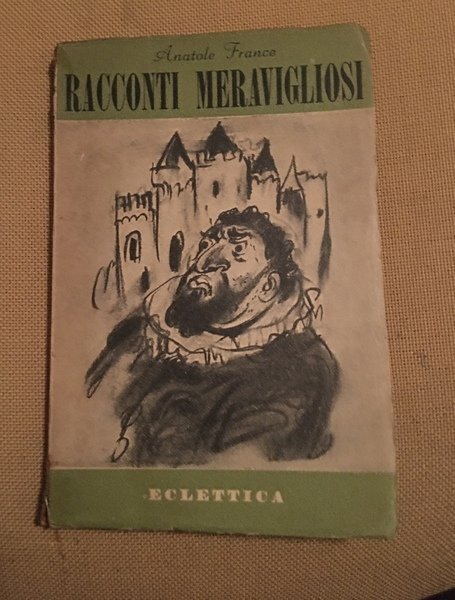 Anatole France
RACCONTI MERAVIGLIOSI
ECLETTICA